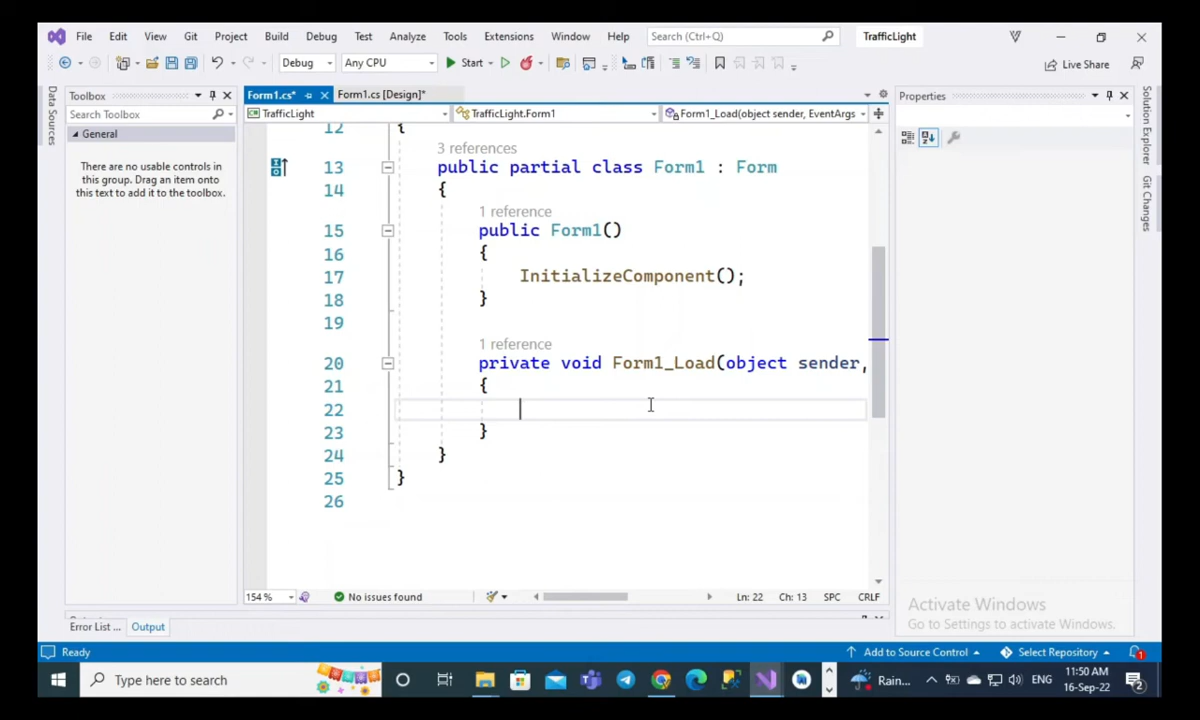 File Edit View Git Project Build Debug Test Analyze Tools Extensions Window Help Search (Ctrl+Q) TrafficLight
Debug Any CPU Start Live Share
Data Sources
Toolbox
Search Toolbox
General
There are no usable controls in
this group. Drag an item onto
this text to add it to the toolbox.
Form1.cs* Form1.cs [Design]*
TrafficLight TrafficLight.Form1 Form1_Load(object sender, EventArgs
12 {
3 references
13 public partial class Form1 : Form
14 {
1 reference
15 public Form1()
16 {
17 InitializeComponent();
18 }
19
1 reference
20 private void Form1_Load(object sender,
21 {
22
23 }
24 }
25 }
26
154 % No issues found Ln: 22 Ch: 13 SPC CRLF
Properties
Solution Explorer
Git Changes
Activate Windows
Go to Settings to activate Windows.
Error List ... Output
Ready Add to Source Control Select Repository 1
Type here to search Rain... ENG 11:50 AM
16-Sep-22 2